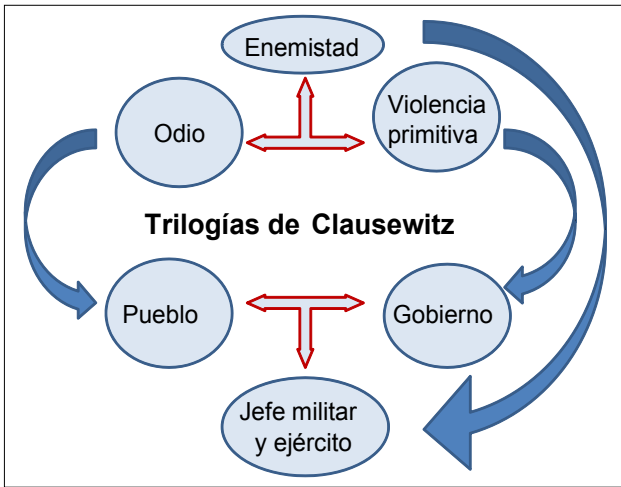 Enemistad
Odio
Violencia
primitiva
Trilogías de Clausewitz
Pueblo
Gobierno
Jefe militar
y ejército